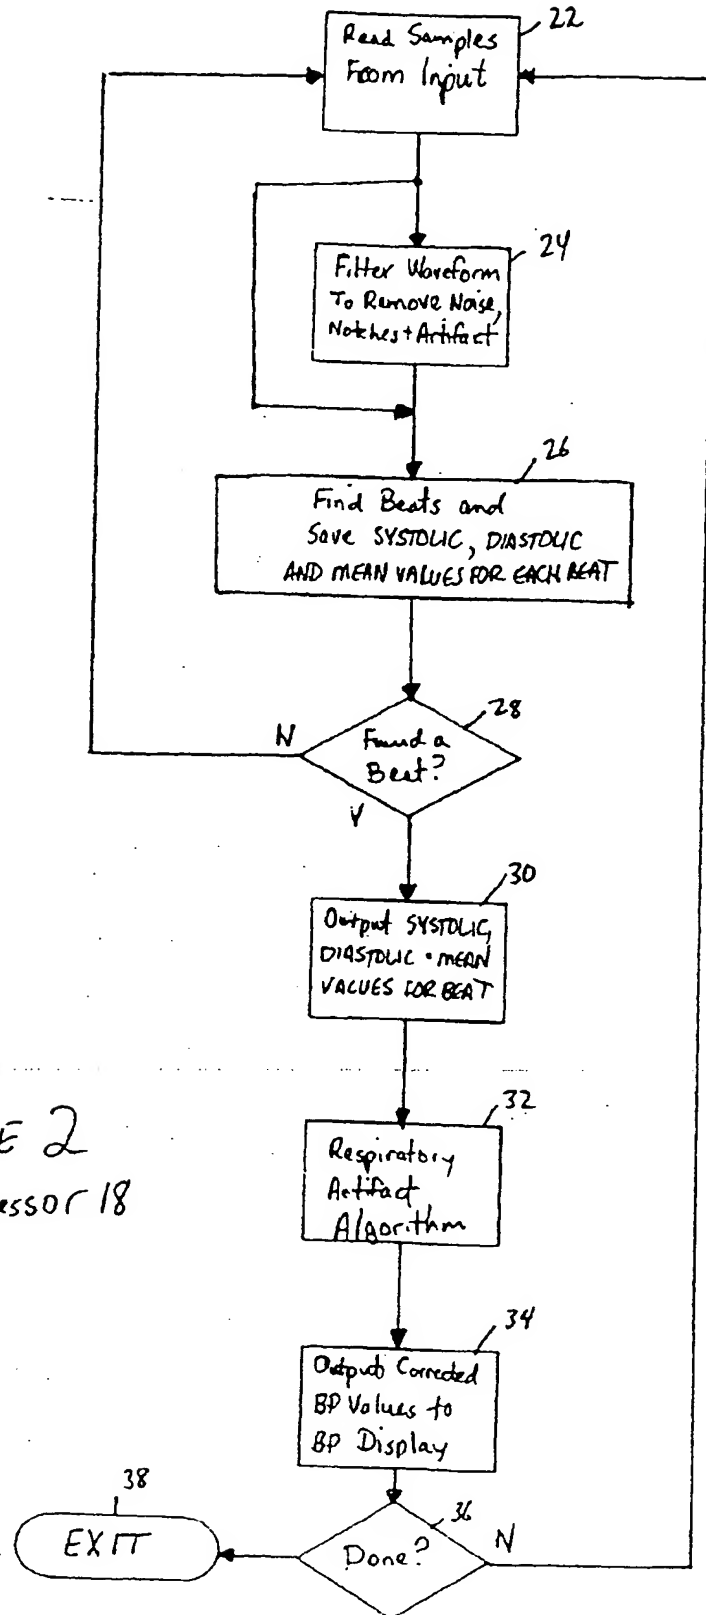 22
Read Samples
From Input
24
Filter Waveform
To Remove Noise,
Notches + Artifact
26
Find Beats and
Save SYSTOLIC, DIASTOLIC
AND MEAN VALUES FOR EACH BEAT
28
N
Found a
Beat?
Y
30
Output SYSTOLIC,
DIASTOLIC + MEAN
VALUES FOR BEAT
32
Respiratory
Artifact
Algorithm
E 2
essor 18
34
Output Corrected
BP Values to
BP Display
38
EXIT
36
Done?
N